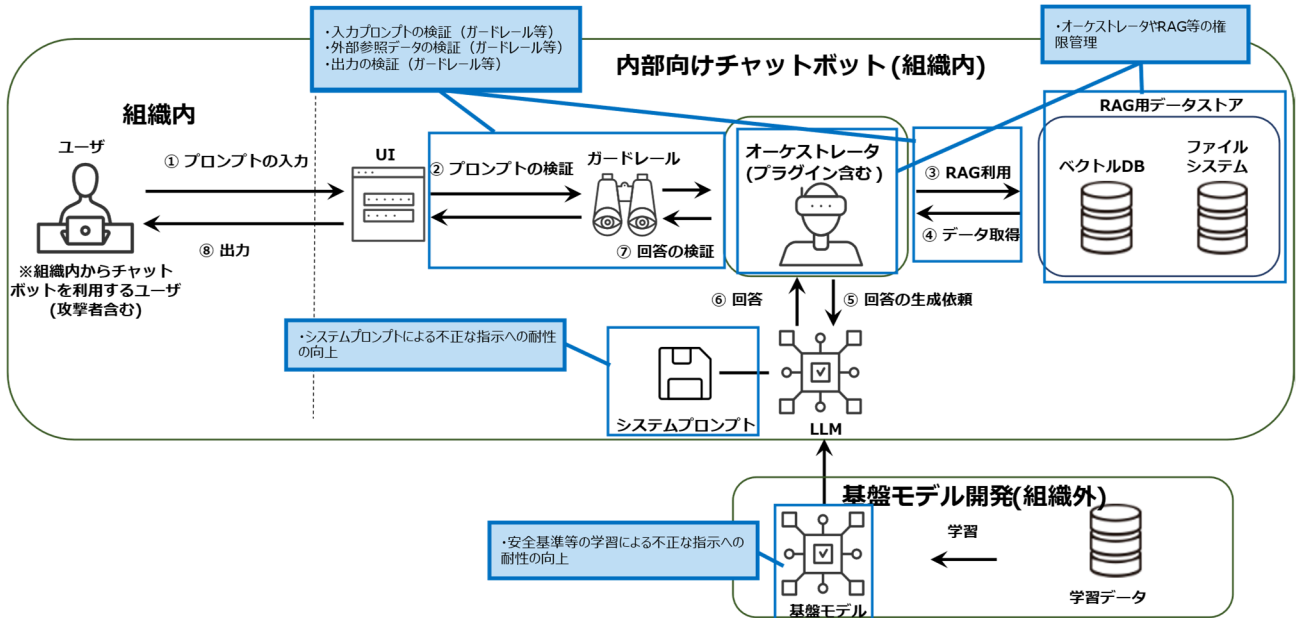 ・入力プロンプトの検証（ガードレール等）
・外部参照データの検証（ガードレール等）
・出力の検証（ガードレール等）
・オーケストレータやRAG等の権
限管理
内部向けチャットボット(組織内)
組織内
RAG用データストア
ユーザ
UI
① プロンプトの入力
② プロンプトの検証
ガードレール
オーケストレータ
(プラグイン含む)
③ RAG利用
ベクトルDB
ファイル
システム
⑧ 出力
⑦ 回答の検証
④ データ取得
※組織内からチャット
ボットを利用するユーザ
(攻撃者含む)
⑥ 回答
⑤ 回答の生成依頼
・システムプロンプトによる不正な指示への耐性
の向上
システムプロンプト
LLM
基盤モデル開発(組織外)
・安全基準等の学習による不正な指示への
耐性の向上
学習
基盤モデル
学習データ